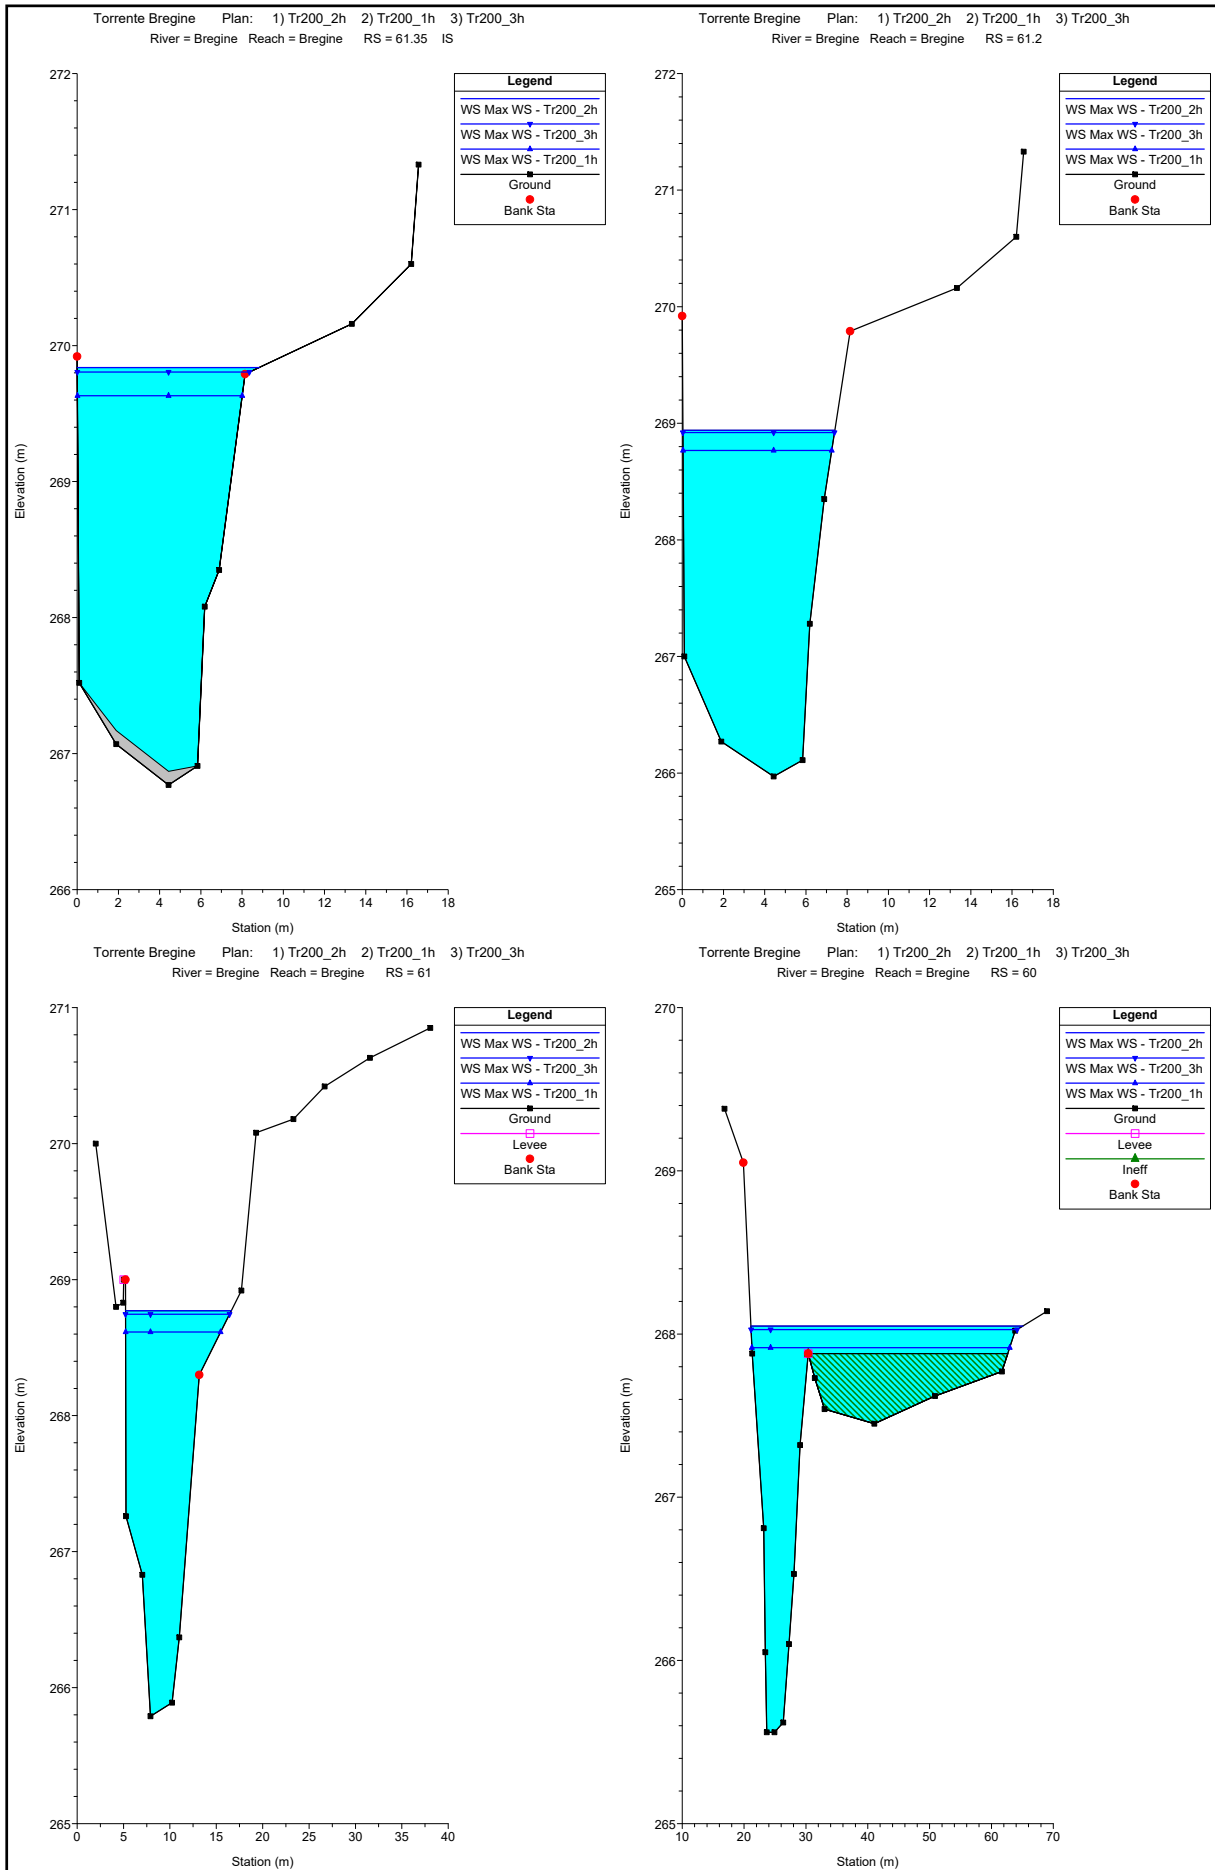 Torrente Bregine Plan: 1) Tr200_2h 2) Tr200_1h 3) Tr200_3h
River = Bregine Reach = Bregine RS = 61.35 IS
Legend
WS Max WS - Tr200_2h
WS Max WS - Tr200_3h
WS Max WS - Tr200_1h
Ground
Bank Sta
272
271
270
269
268
267
266
Elevation (m)
0 2 4 6 8 10 12 14 16 18
Station (m)
Torrente Bregine Plan: 1) Tr200_2h 2) Tr200_1h 3) Tr200_3h
River = Bregine Reach = Bregine RS = 61.2
Legend
WS Max WS - Tr200_2h
WS Max WS - Tr200_3h
WS Max WS - Tr200_1h
Ground
Bank Sta
272
271
270
269
268
267
266
265
Elevation (m)
0 2 4 6 8 10 12 14 16 18
Station (m)
Torrente Bregine Plan: 1) Tr200_2h 2) Tr200_1h 3) Tr200_3h
River = Bregine Reach = Bregine RS = 61
Legend
WS Max WS - Tr200_2h
WS Max WS - Tr200_3h
WS Max WS - Tr200_1h
Ground
Levee
Bank Sta
271
270
269
268
267
266
265
Elevation (m)
0 5 10 15 20 25 30 35 40
Station (m)
Torrente Bregine Plan: 1) Tr200_2h 2) Tr200_1h 3) Tr200_3h
River = Bregine Reach = Bregine RS = 60
Legend
WS Max WS - Tr200_2h
WS Max WS - Tr200_3h
WS Max WS - Tr200_1h
Ground
Levee
Ineff
Bank Sta
270
269
268
267
266
265
Elevation (m)
10 20 30 40 50 60 70
Station (m)